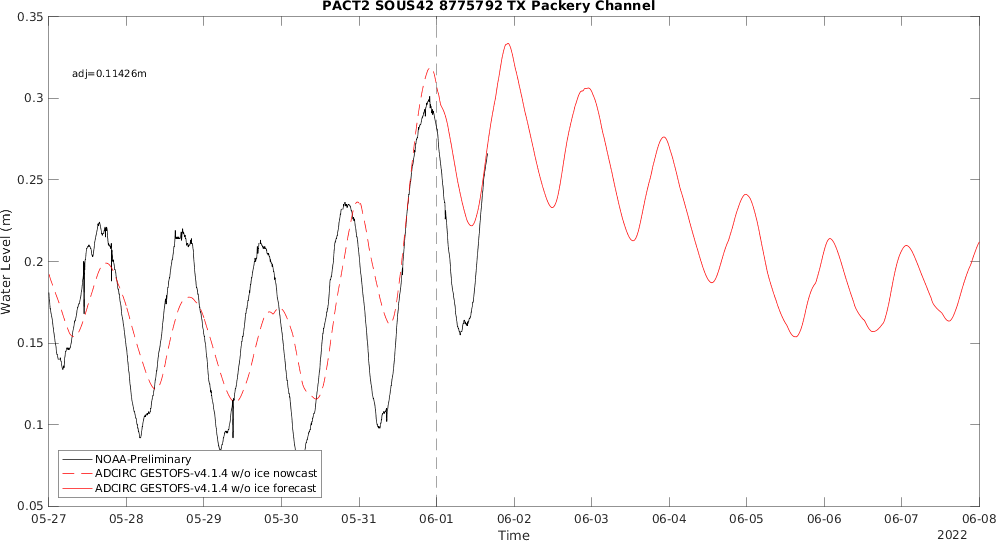 PACT2 SOUS42 8775792 TX Packery Channel
0.35
adj=0.11426m
0.3
0.25
0.2
0.15
0.1
0.05
Water Level (m)
NOAA-Preliminary
ADCIRC GESTOFS-v4.1.4 w/o ice nowcast
ADCIRC GESTOFS-v4.1.4 w/o ice forecast
05-27 05-28 05-29 05-30 05-31 06-01 06-02 06-03 06-04 06-05 06-06 06-07 06-08
Time
2022